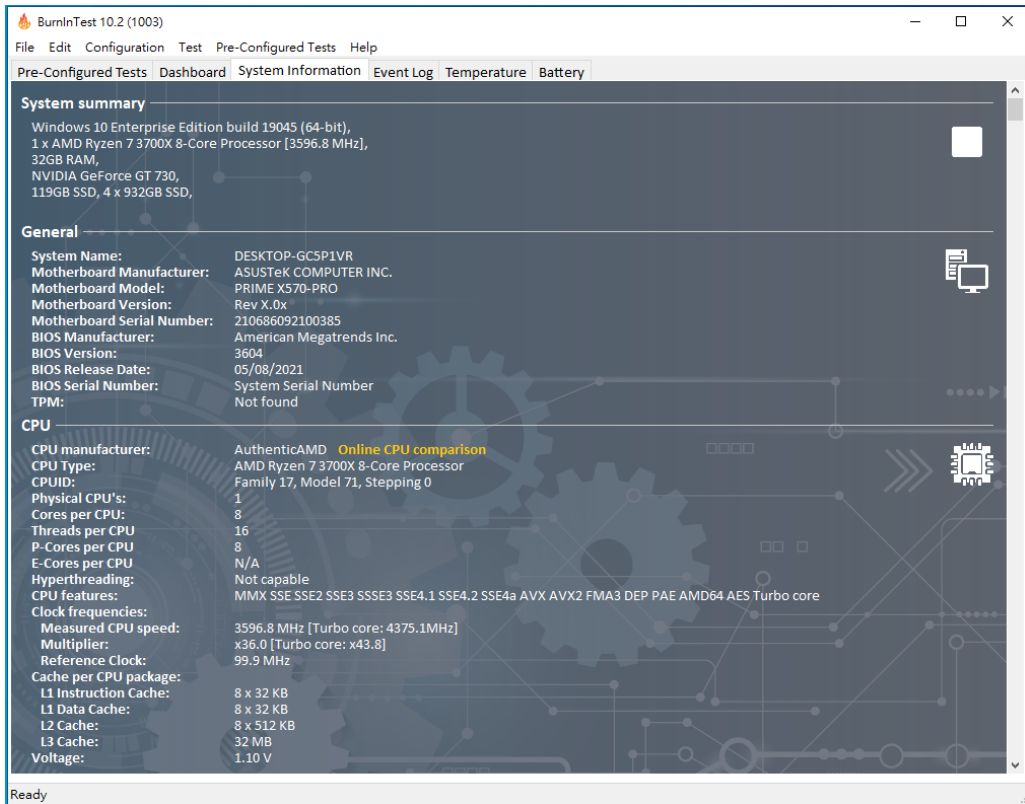 BurnInTest 10.2 (1003)
File Edit Configuration Test Pre-Configured Tests Help
Pre-Configured Tests Dashboard System Information Event Log Temperature Battery
System summary
Windows 10 Enterprise Edition build 19045 (64-bit),
1 x AMD Ryzen 7 3700X 8-Core Processor [3596.8 MHz],
32GB RAM,
NVIDIA GeForce GT 730,
119GB SSD, 4 x 932GB SSD,
General
System Name: DESKTOP-GC5P1VR
Motherboard Manufacturer: ASUSTeK COMPUTER INC.
Motherboard Model: PRIME X570-PRO
Motherboard Version: Rev X.0x
Motherboard Serial Number: 210686092100385
BIOS Manufacturer: American Megatrends Inc.
BIOS Version: 3604
BIOS Release Date: 05/08/2021
BIOS Serial Number: System Serial Number
TPM: Not found
CPU
CPU manufacturer: AuthenticAMD Online CPU comparison
CPU Type: AMD Ryzen 7 3700X 8-Core Processor
CPUID: Family 17, Model 71, Stepping 0
Physical CPU's: 1
Cores per CPU: 8
Threads per CPU 16
P-Cores per CPU 8
E-Cores per CPU N/A
Hyperthreading: Not capable
CPU features: MMX SSE SSE2 SSE3 SSSE3 SSE4.1 SSE4.2 SSE4a AVX AVX2 FMA3 DEP PAE AMD64 AES Turbo core
Clock frequencies:
Measured CPU speed: 3596.8 MHz [Turbo core: 4375.1MHz]
Multiplier: x36.0 [Turbo core: x43.8]
Reference Clock: 99.9 MHz
Cache per CPU package:
L1 Instruction Cache: 8 x 32 KB
L1 Data Cache: 8 x 32 KB
L2 Cache: 8 x 512 KB
L3 Cache: 32 MB
Voltage: 1.10 V
Ready